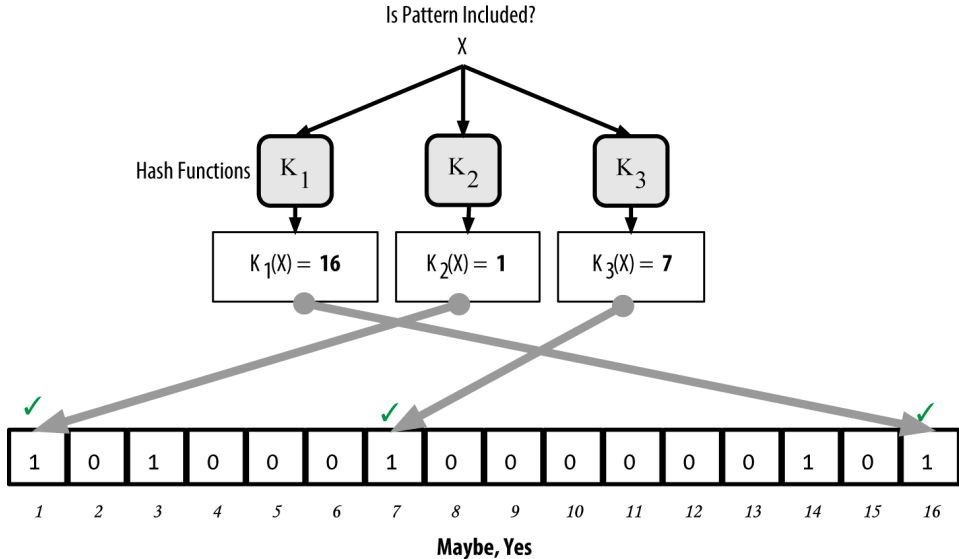 Is Pattern Included?
X
Hash Functions K1 K2 K3
K1(X) = 16 K2(X) = 1 K3(X) = 7
1 0 1 0 0 0 1 0 0 0 0 0 0 1 0 1
1 2 3 4 5 6 7 8 9 10 11 12 13 14 15 16
Maybe, Yes